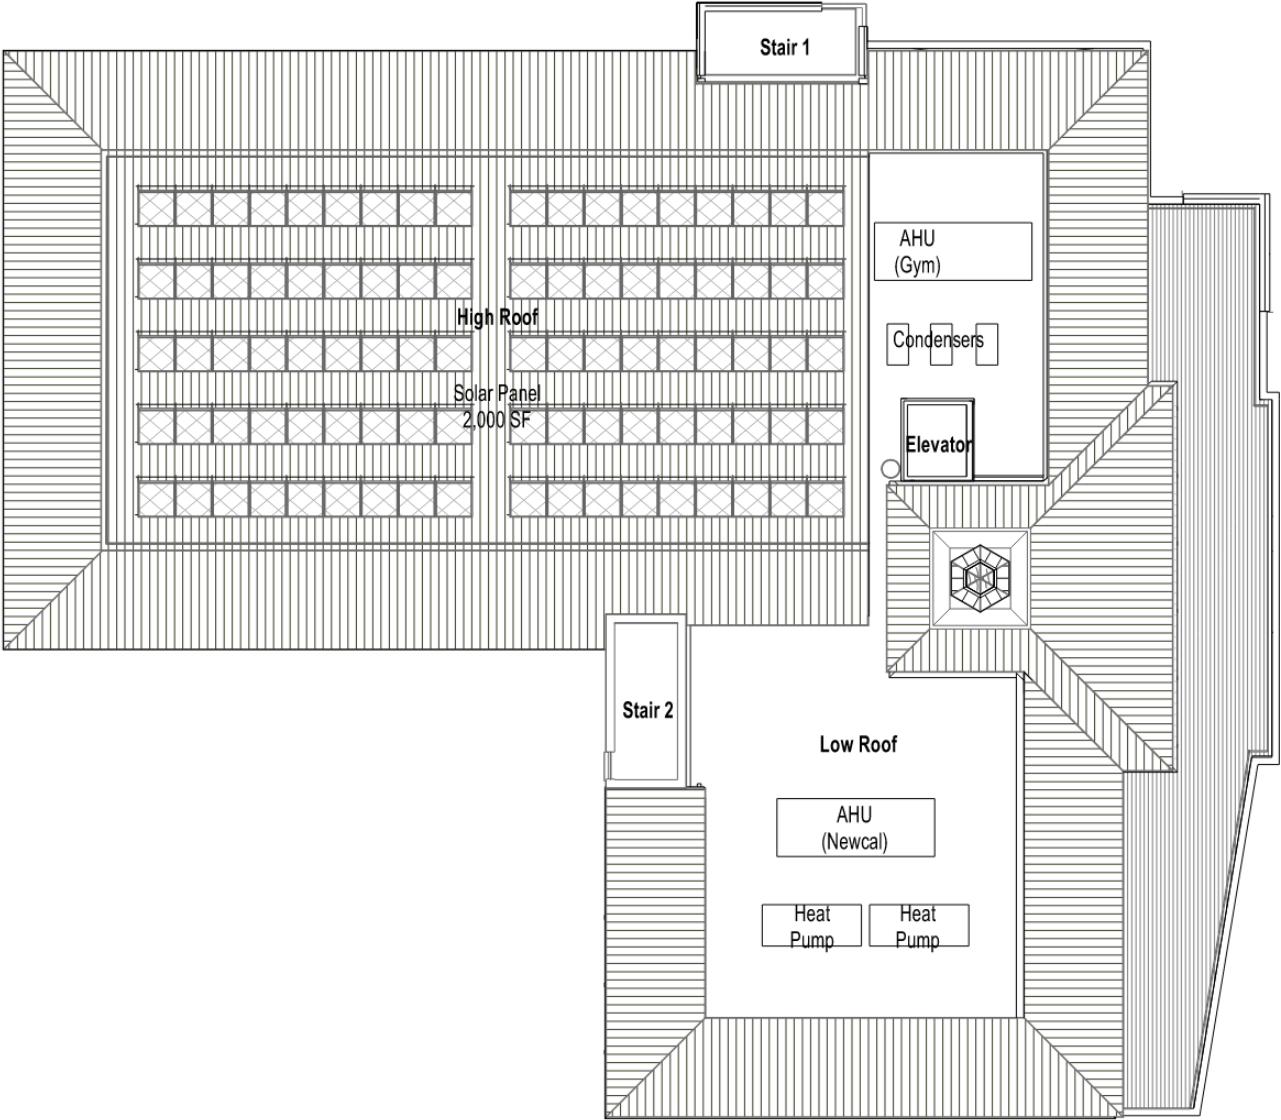 Stair 1
AHU
(Gym)
High Roof
Condensers
Solar Panel
2,000 SF
Elevator
Stair 2
Low Roof
AHU
(Newcal)
Heat
Pump
Heat
Pump